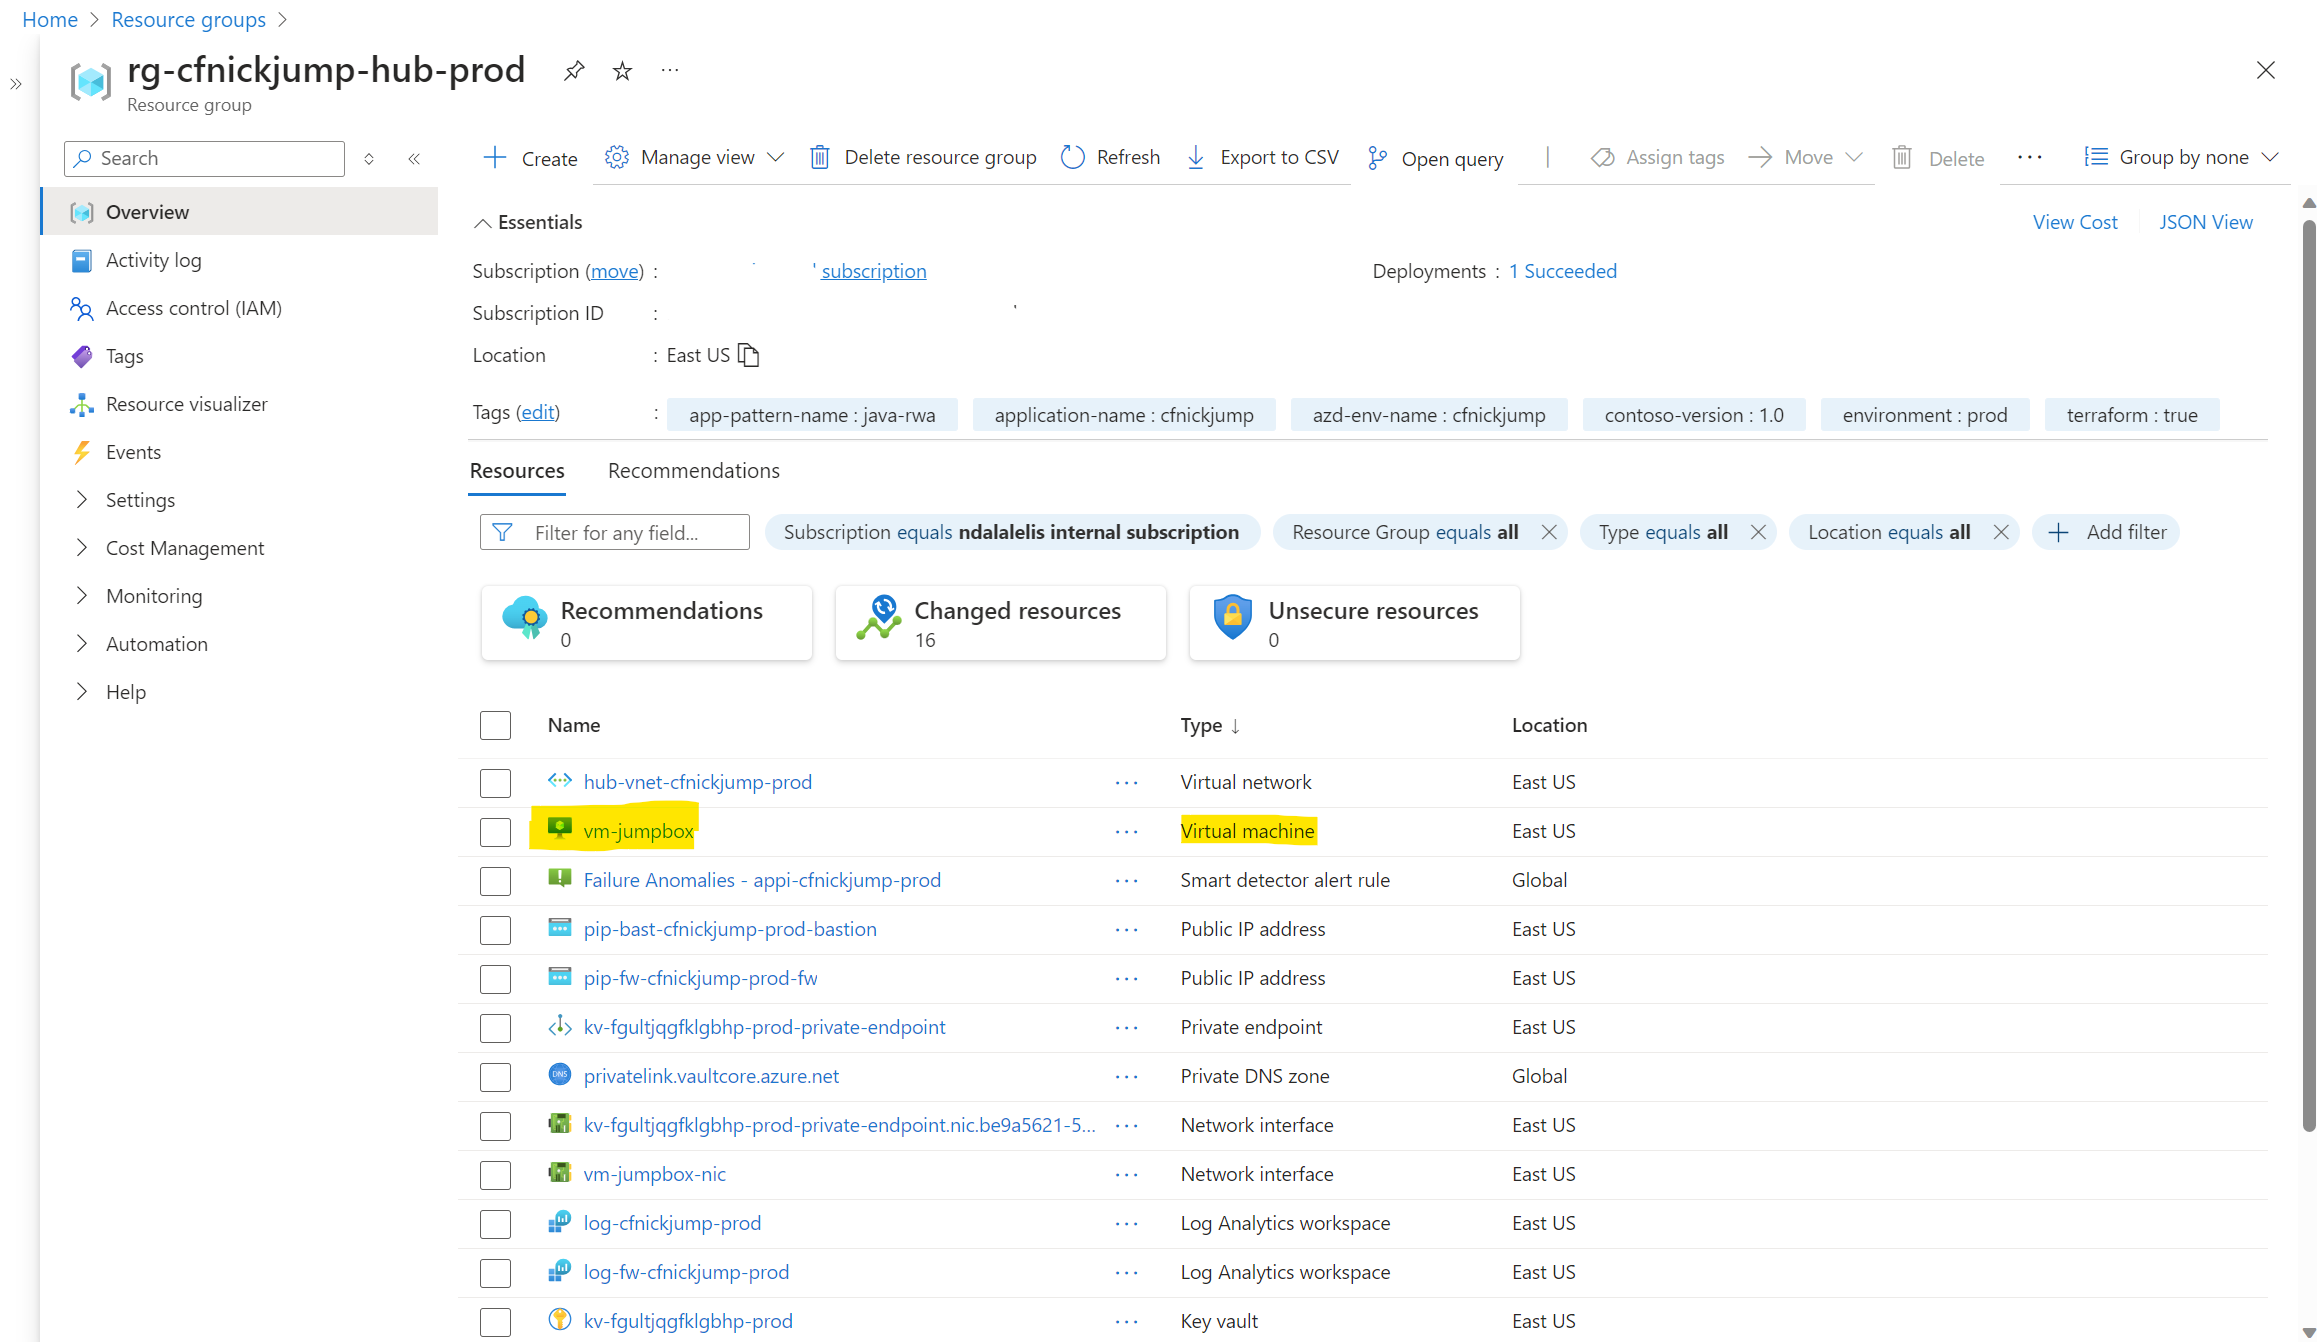 Home > Resource groups >
rg-cfnickjump-hub-prod
Resource group
Search
Overview
Activity log
Access control (IAM)
Tags
Resource visualizer
Events
Settings
Cost Management
Monitoring
Automation
Help
Create Manage view Delete resource group Refresh Export to CSV Open query Assign tags Move Delete Group by none
Essentials View Cost JSON View
Subscription (move) : subscription Deployments : 1 Succeeded
Subscription ID :
Location : East US
Tags (edit) : app-pattern-name : java-rwa application-name : cfnickjump azd-env-name : cfnickjump contoso-version : 1.0 environment : prod terraform : true
Resources Recommendations
Filter for any field... Subscription equals ndalalelis internal subscription Resource Group equals all Type equals all Location equals all Add filter
Recommendations Changed resources Unsecure resources
0 16 0
Name Type ↓ Location
hub-vnet-cfnickjump-prod ··· Virtual network East US
vm-jumpbox ··· Virtual machine East US
Failure Anomalies - appi-cfnickjump-prod ··· Smart detector alert rule Global
pip-bast-cfnickjump-prod-bastion ··· Public IP address East US
pip-fw-cfnickjump-prod-fw ··· Public IP address East US
kv-fgultjqgfklgbhp-prod-private-endpoint ··· Private endpoint East US
DNS privatelink.vaultcore.azure.net ··· Private DNS zone Global
kv-fgultjqgfklgbhp-prod-private-endpoint.nic.be9a5621-5... ··· Network interface East US
vm-jumpbox-nic ··· Network interface East US
log-cfnickjump-prod ··· Log Analytics workspace East US
log-fw-cfnickjump-prod ··· Log Analytics workspace East US
kv-fgultjqgfklgbhp-prod ··· Key vault East US